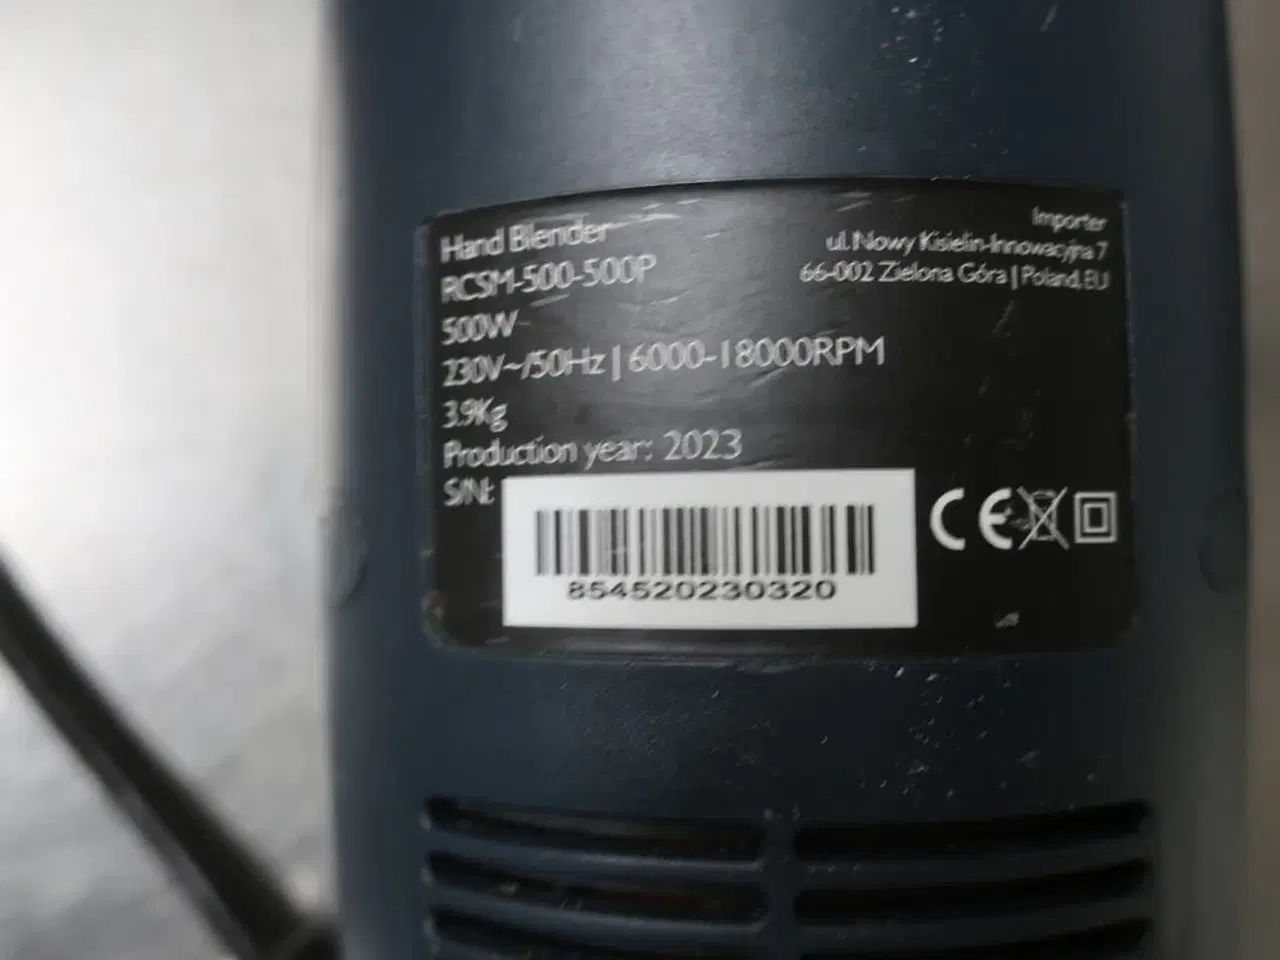 Hand Blender
RCSM-500-500P
500W
230V~/50Hz | 6000-18000RPM
3.9Kg
Production year: 2023
S/N:
854520230320
Importer
ul. Nowy Kisielin-Innowacyjna 7
66-002 Zielona Góra | Poland, EU
CE